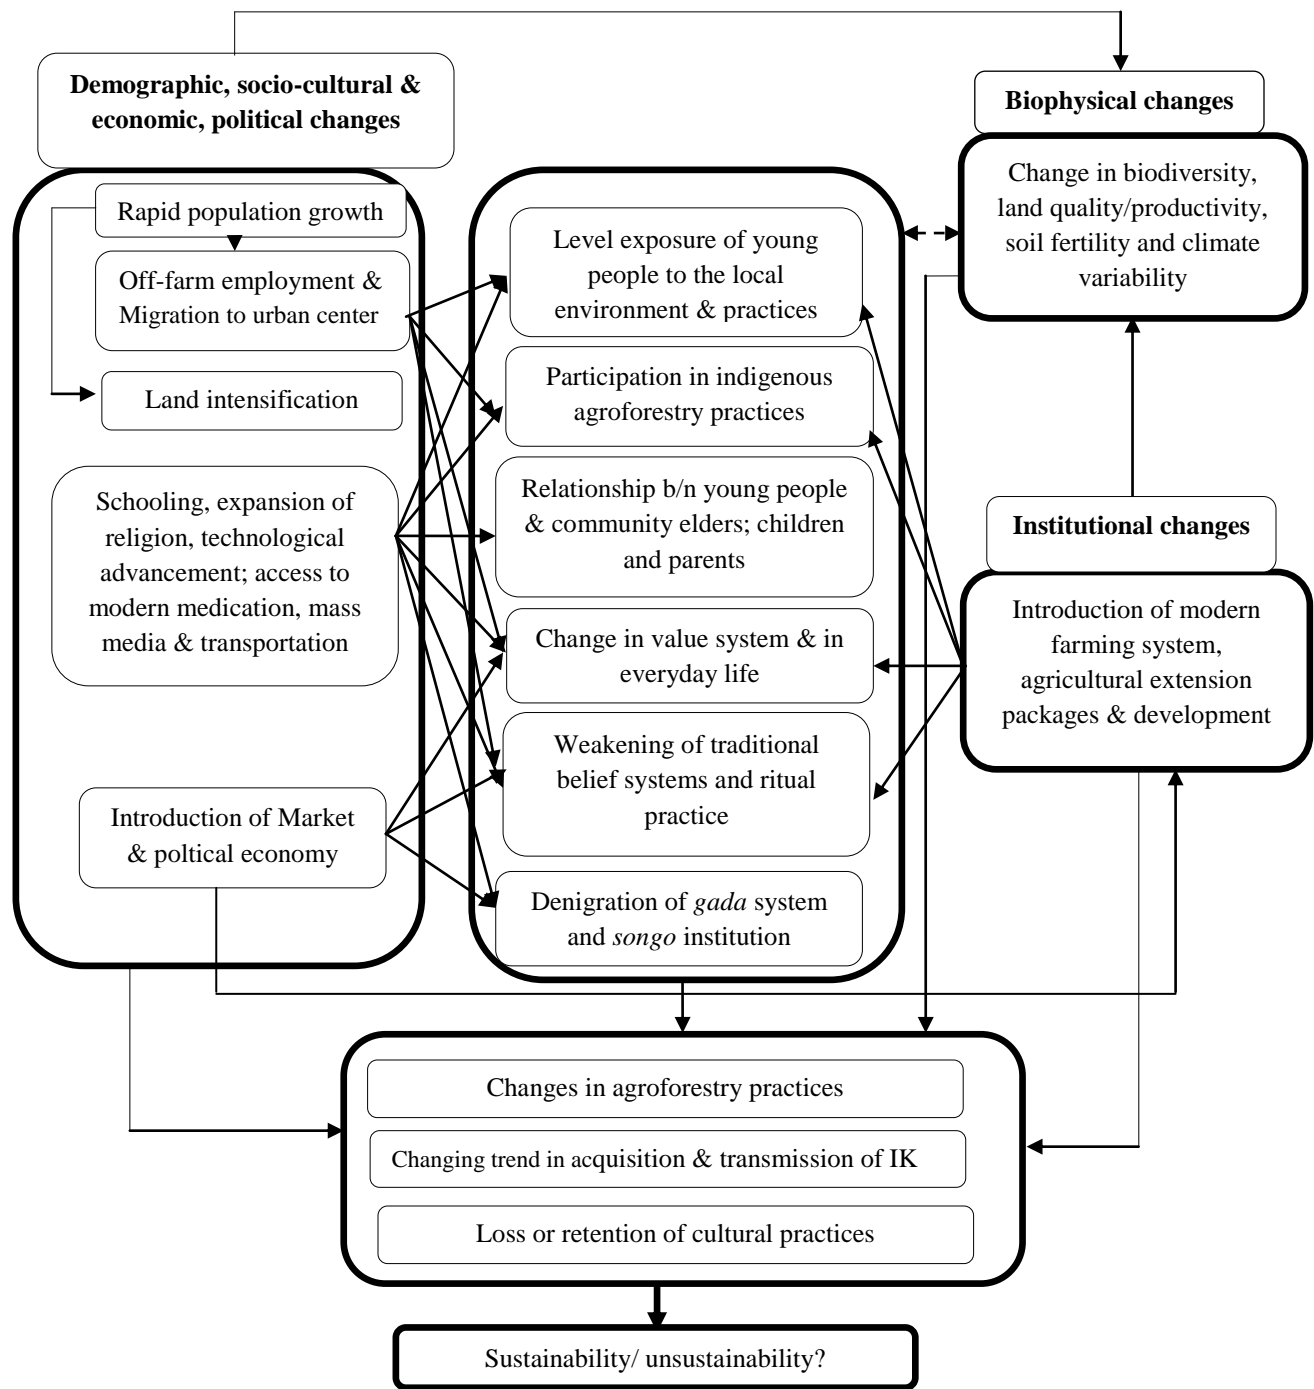 Demographic, socio-cultural &
economic, political changes
Rapid population growth
Off-farm employment &
Migration to urban center
Land intensification
Schooling, expansion of
religion, technological
advancement; access to
modern medication, mass
media & transportation
Introduction of Market
& poltical economy
Level exposure of young
people to the local
environment & practices
Participation in indigenous
agroforestry practices
Relationship b/n young people
& community elders; children
and parents
Change in value system & in
everyday life
Weakening of traditional
belief systems and ritual
practice
Denigration of gada system
and songo institution
Biophysical changes
Change in biodiversity,
land quality/productivity,
soil fertility and climate
variability
Institutional changes
Introduction of modern
farming system,
agricultural extension
packages & development
Changes in agroforestry practices
Changing trend in acquisition & transmission of IK
Loss or retention of cultural practices
Sustainability/ unsustainability?